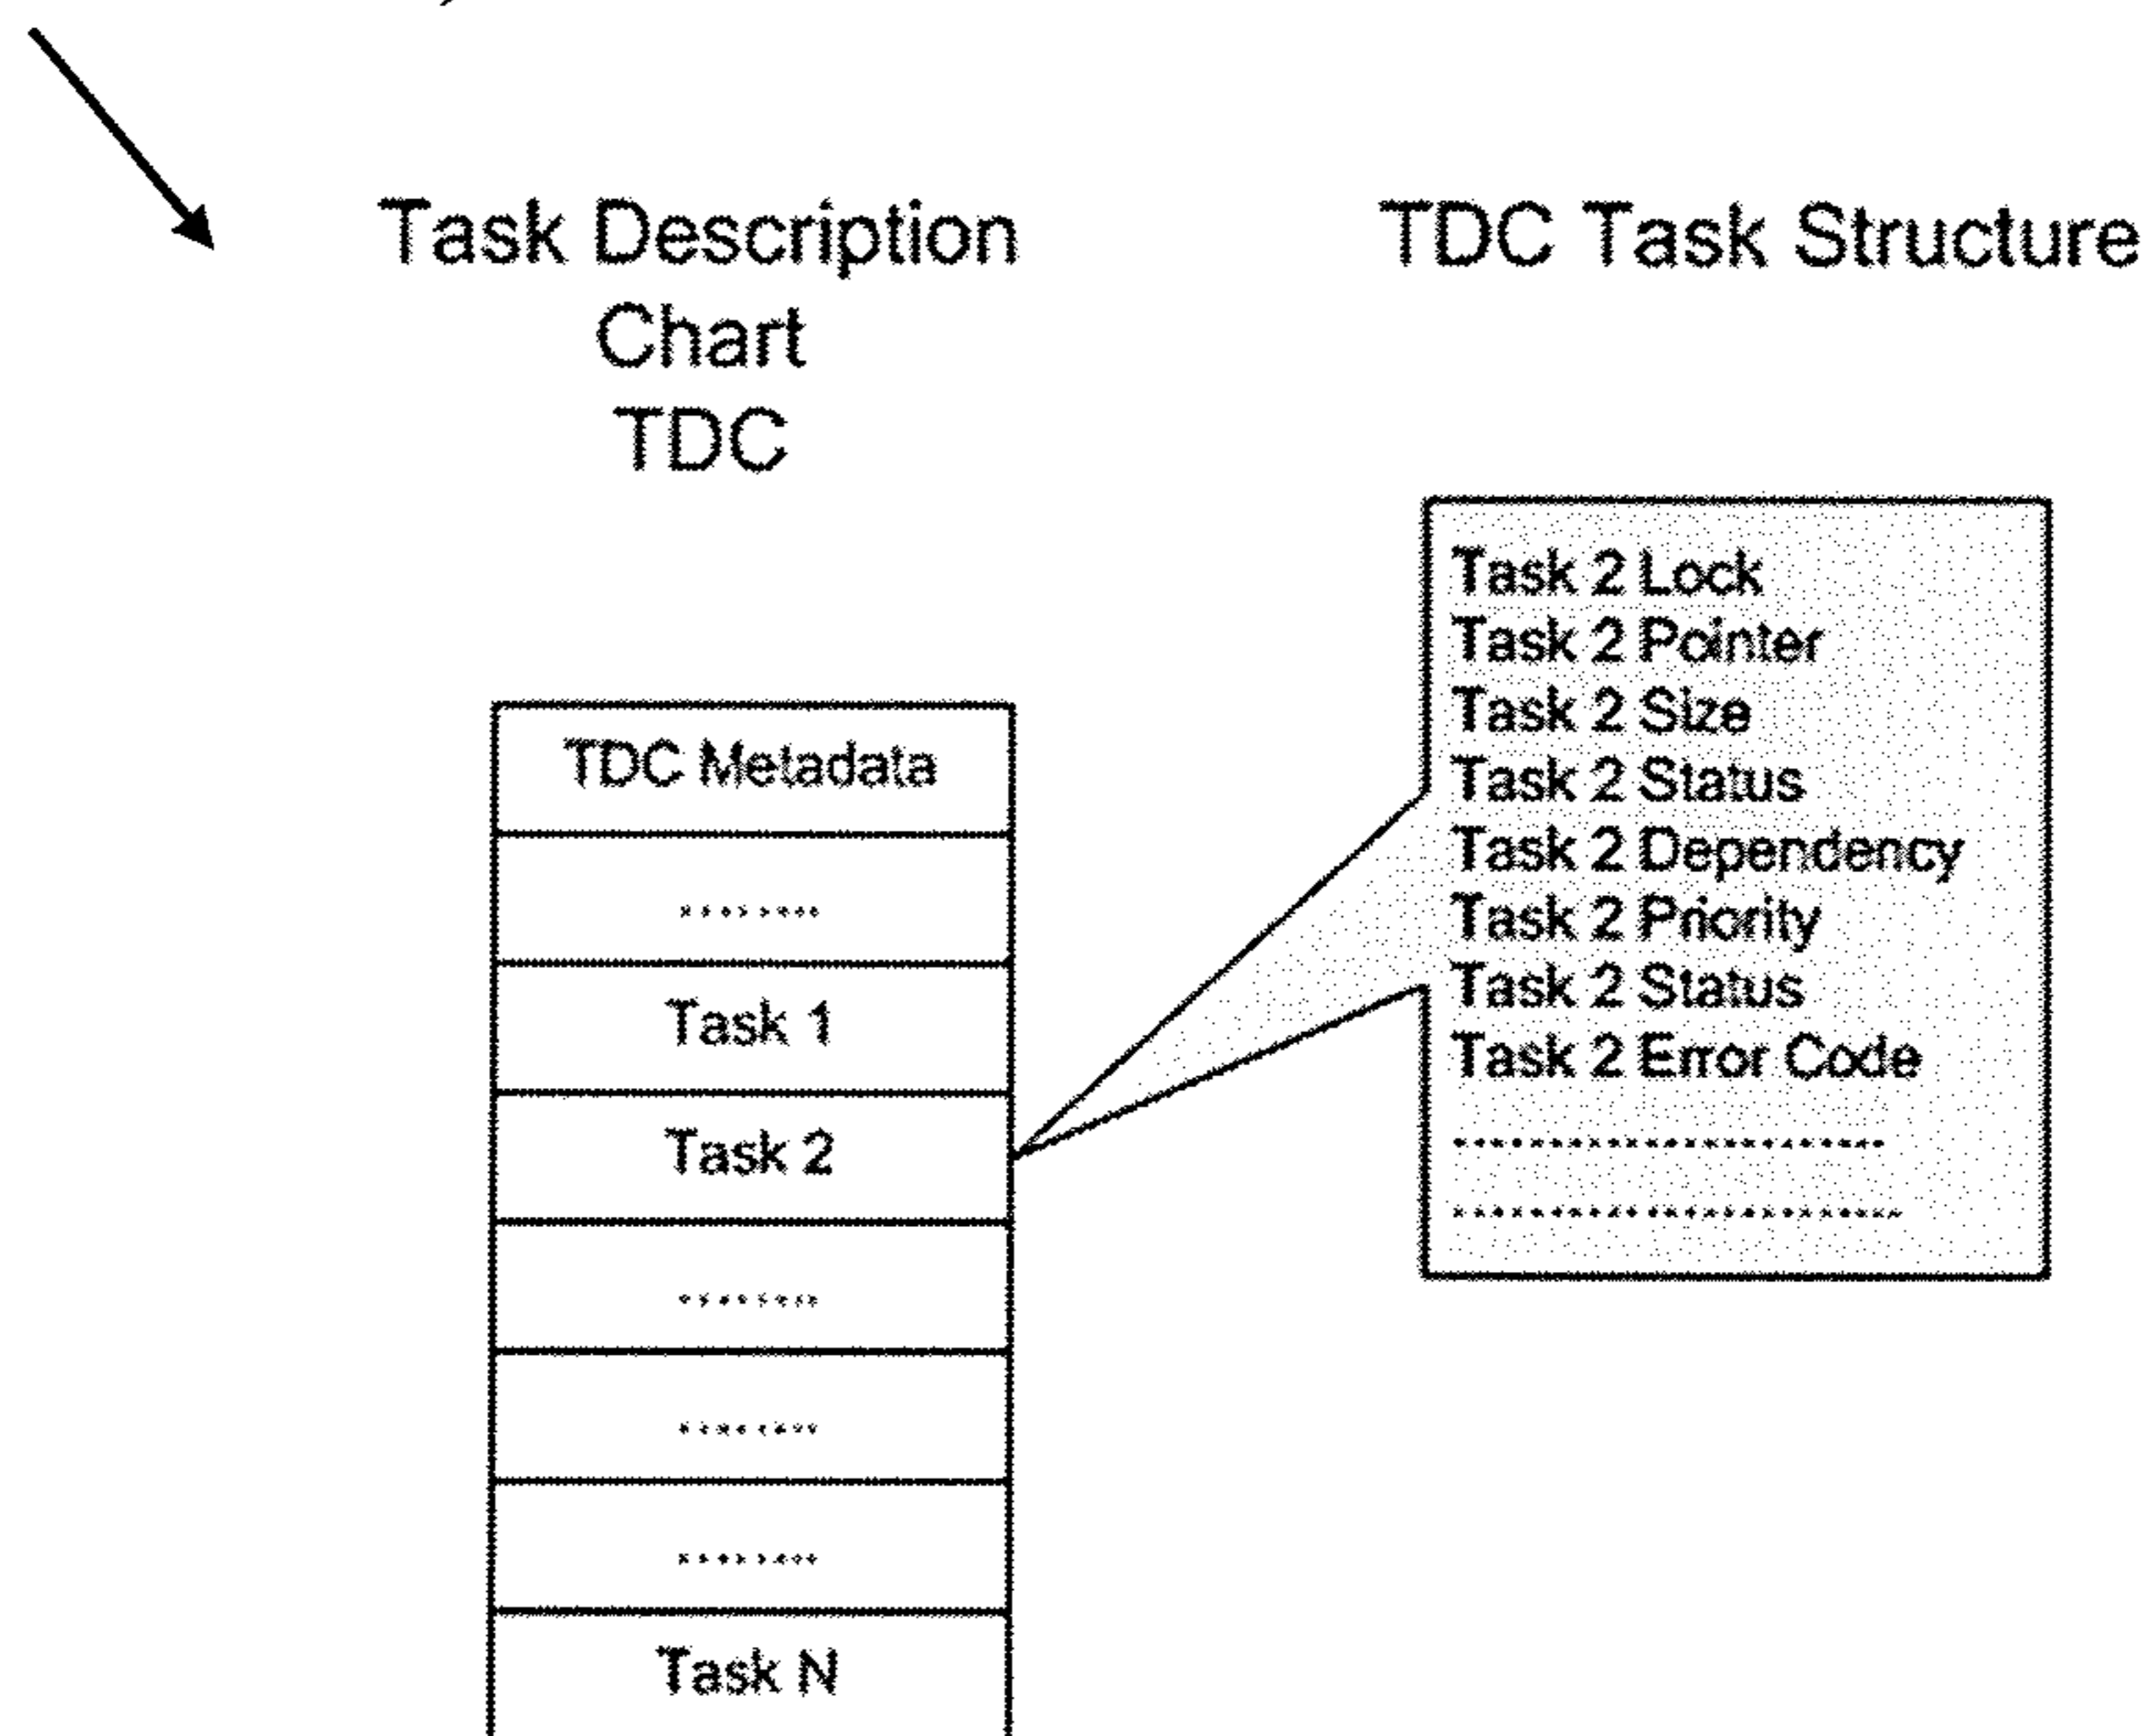 Task Description
Chart
TDC
TDC Task Structure
TDC Metadata
........
Task 1
Task 2
........
........
........
Task N
Task 2 Lock
Task 2 Pointer
Task 2 Size
Task 2 Status
Task 2 Dependency
Task 2 Priority
Task 2 Status
Task 2 Error Code
......................
.......................